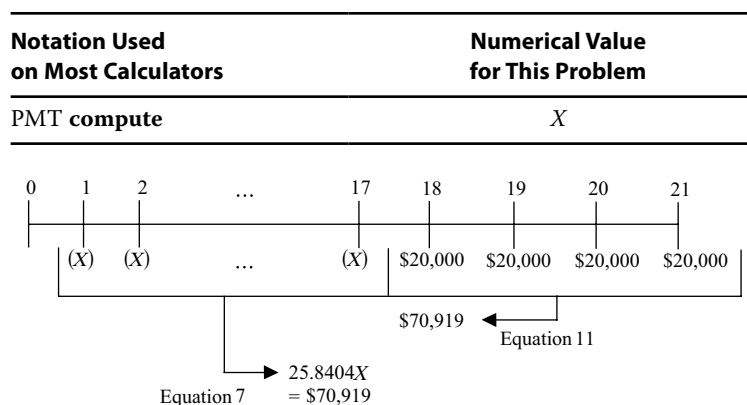 Notation Used Numerical Value
on Most Calculators for This Problem
PMT compute X
0 1 2 ... 17 18 19 20 21
(X) (X) ... (X) $20,000 $20,000 $20,000 $20,000
$70,919
Equation 11
25.8404X
Equation 7 = $70,919